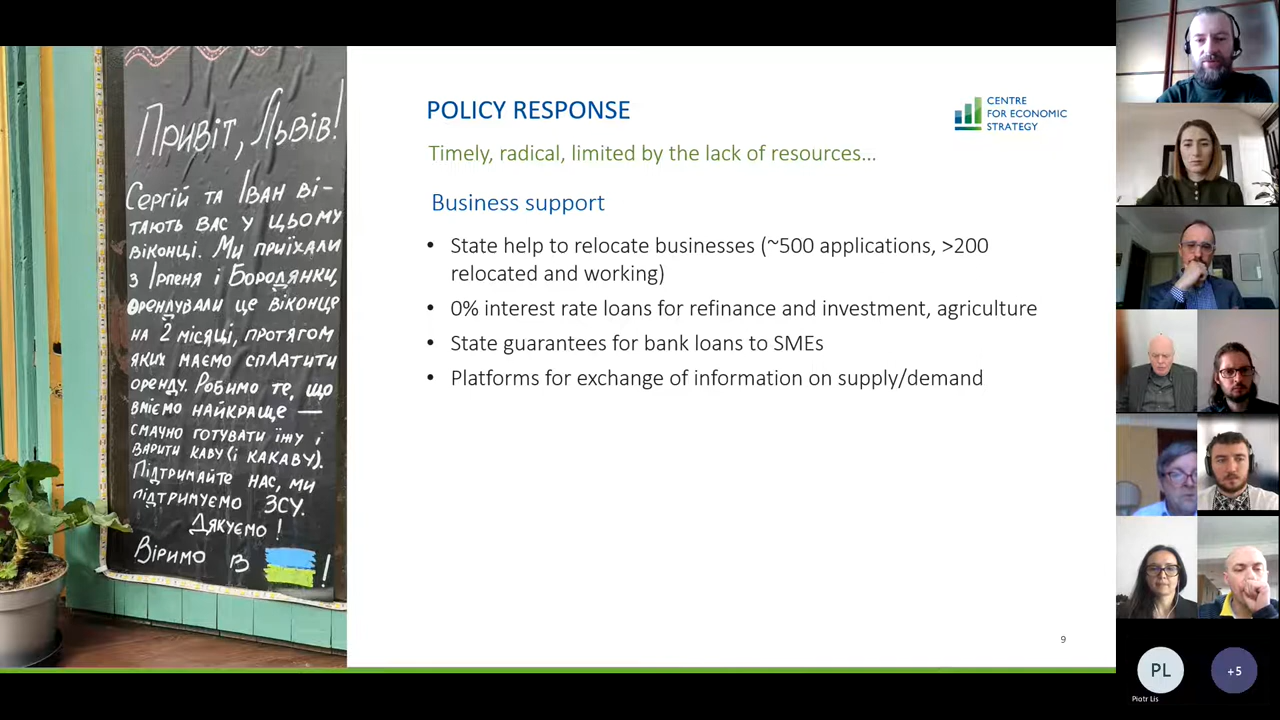 Привіт, Львів!
Сергій та Іван ві-
тають вас у цьому
віконці. Ми приїхали
з Ірпеня і Бородянки,
орендували це віконце
на 2 місяці, протягом
яких маємо сплатити
оренду. Робимо те, що
вміємо найкраще —
смачно готувати їжу і
варити каву (і какаву).
Підтримайте нас, ми
підтримуємо ЗСУ.
Дякуємо!
Віримо в !
POLICY RESPONSE
CENTRE
FOR ECONOMIC
STRATEGY
Timely, radical, limited by the lack of resources...
Business support
• State help to relocate businesses (~500 applications, >200
relocated and working)
• 0% interest rate loans for refinance and investment, agriculture
• State guarantees for bank loans to SMEs
• Platforms for exchange of information on supply/demand
9
PL
Piotr Lis
+5